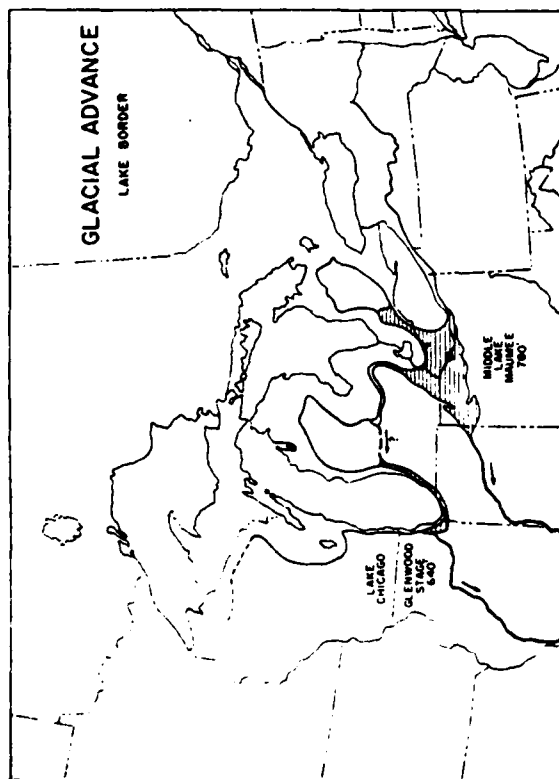 GLACIAL ADVANCE
LAKE BORDER
LAKE
CHICAGO
GLENWOOD
STAGE
640'
MIDDLE
LAKE
MAUMEE
780'
?